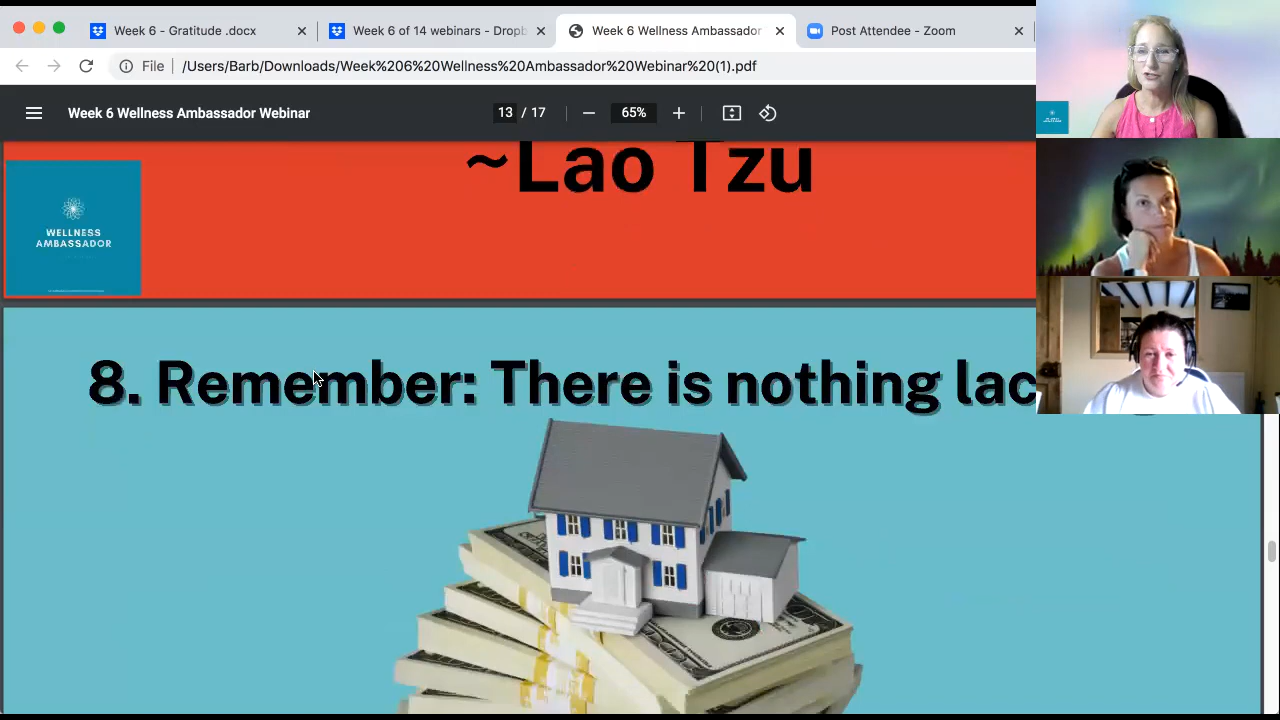 Week 6 - Gratitude .docx
Week 6 of 14 webinars - Dropb
Week 6 Wellness Ambassador
Post Attendee - Zoom
File
/Users/Barb/Downloads/Week%206%20Wellness%20Ambassador%20Webinar%20(1).pdf
Week 6 Wellness Ambassador Webinar
13 / 17
65%
~Lao Tzu
WELLNESS
AMBASSADOR
8. Remember: There is nothing lac